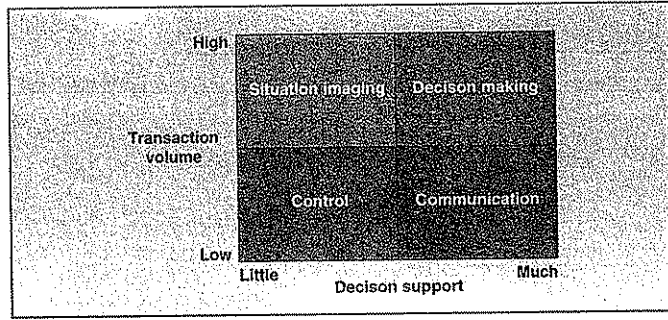 High
Situation imaging Decison making
Transaction
volume
Control Communication
Low
Little Much
Decison support